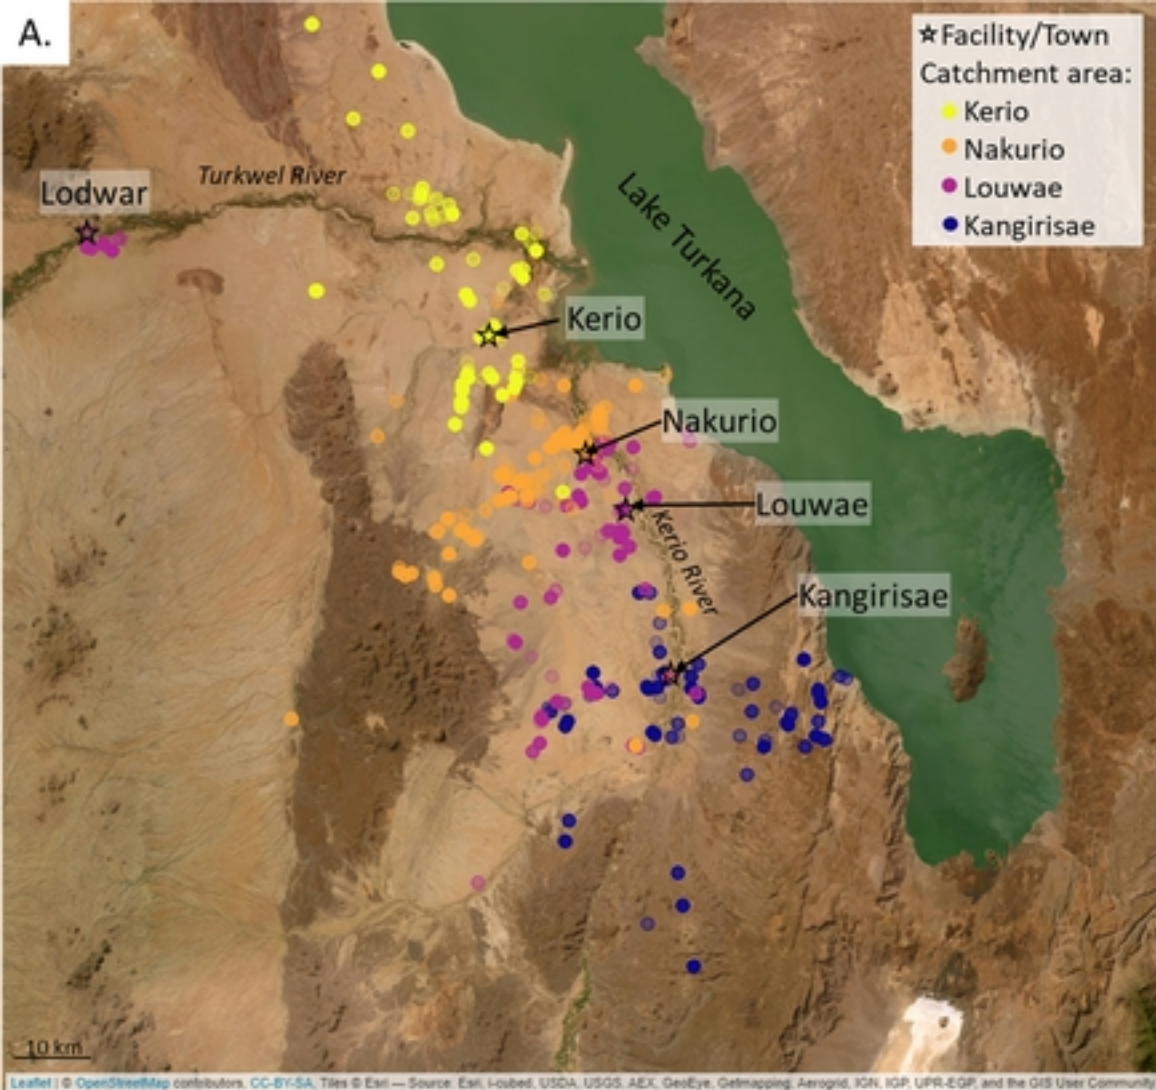 A.
☆Facility/Town
Catchment area:
Kerio
Nakurio
Louwae
Kangirisae
Turkwel River
Lodwar
Lake Turkana
Kerio
Nakurio
Louwae
Kerio River
Kangirisae
10 km
Leaflet | © OpenStreetMap contributors, CC-BY-SA, Tiles © Esri — Source: Esri, i-cubed, USDA, USGS, AEX, GeoEye, Getmapping, Aerogrid, IGN, IGP, UPR-EGP, and the GIS User Community